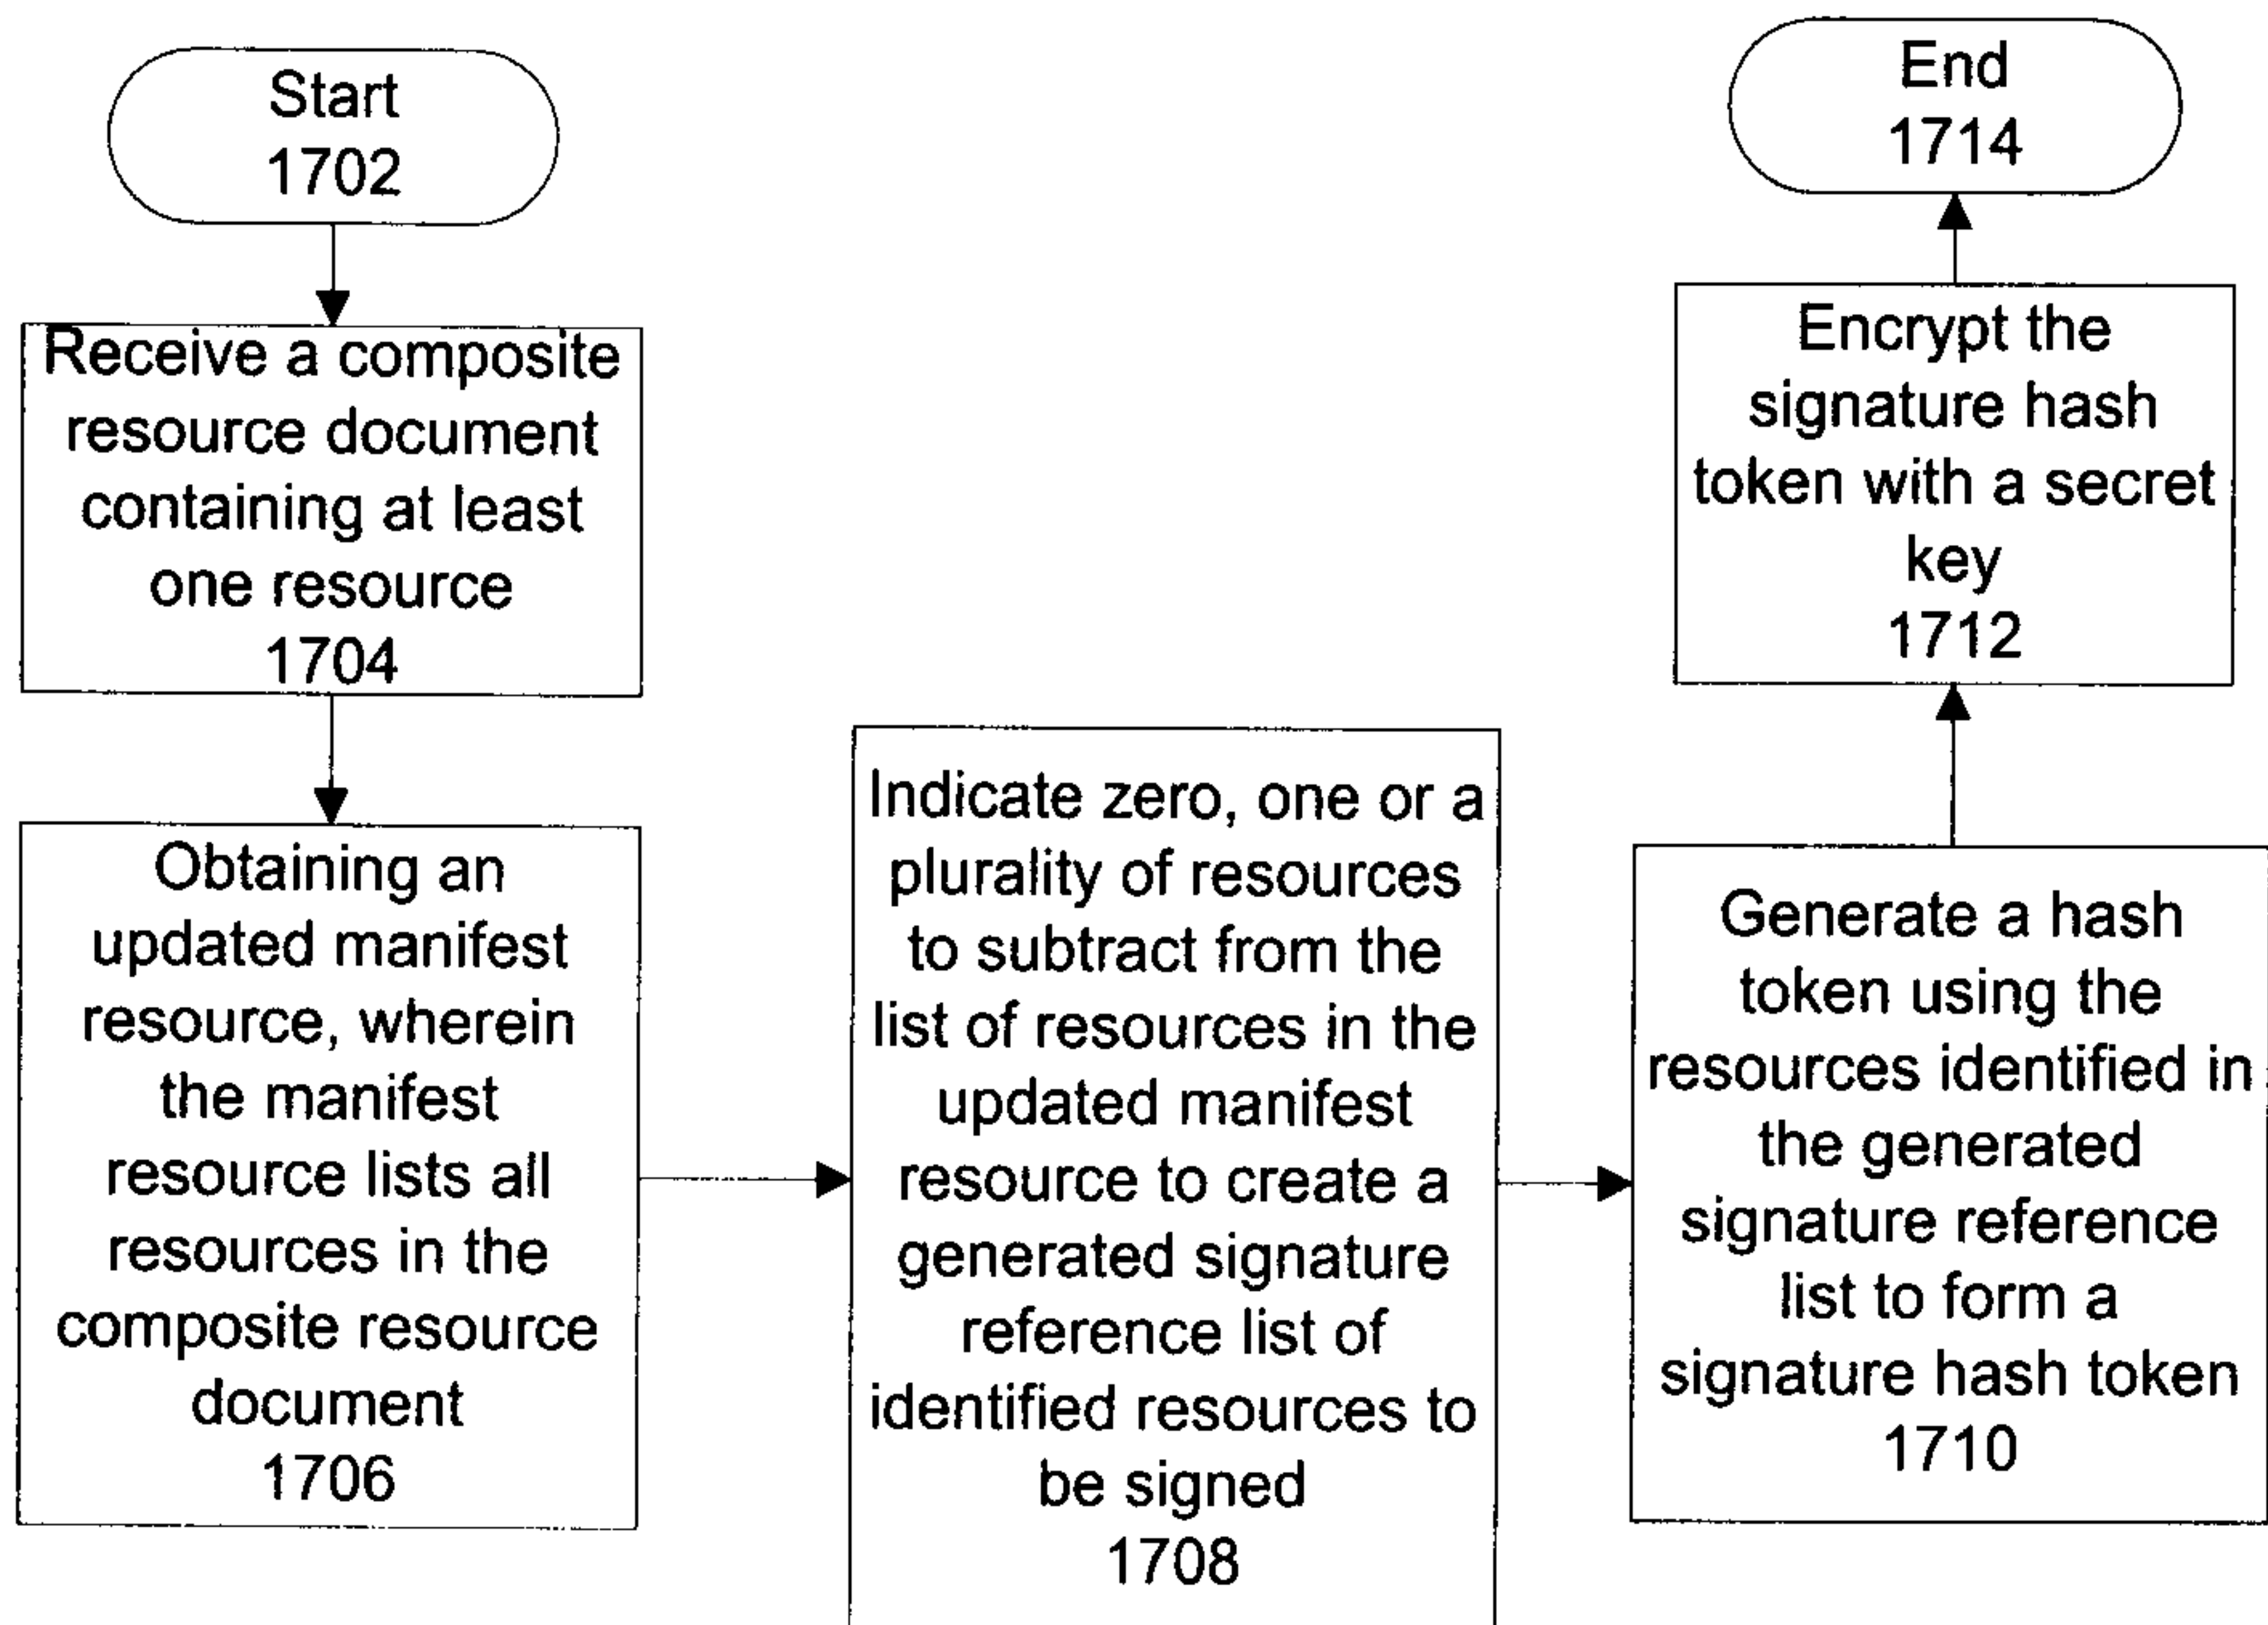 Start
1702
Receive a composite
resource document
containing at least
one resource
1704
Obtaining an
updated manifest
resource, wherein
the manifest
resource lists all
resources in the
composite resource
document
1706
Indicate zero, one or a
plurality of resources
to subtract from the
list of resources in the
updated manifest
resource to create a
generated signature
reference list of
identified resources to
be signed
1708
Generate a hash
token using the
resources identified in
the generated
signature reference
list to form a
signature hash token
1710
Encrypt the
signature hash
token with a secret
key
1712
End
1714